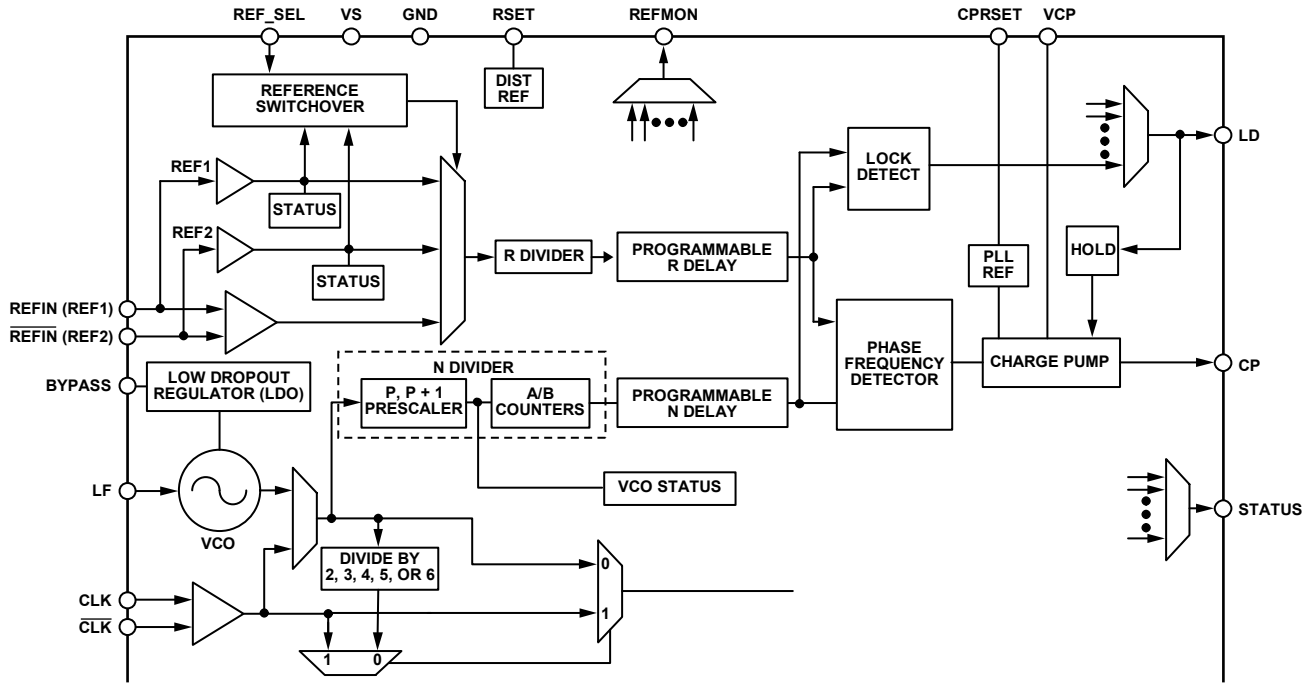 REF_SEL
VS
GND
RSET
REFMON
CPRSET
VCP
REFERENCE
SWITCHOVER
DIST
REF
LD
LOCK
DETECT
REF1
STATUS
REF2
STATUS
R DIVIDER
PROGRAMMABLE
R DELAY
PLL
REF
HOLD
REFIN (REF1)
REFIN (REF2)
BYPASS
LOW DROPOUT
REGULATOR (LDO)
N DIVIDER
P, P + 1
PRESCALER
A/B
COUNTERS
PROGRAMMABLE
N DELAY
PHASE
FREQUENCY
DETECTOR
CHARGE PUMP
CP
LF
VCO
VCO STATUS
STATUS
DIVIDE BY
2, 3, 4, 5, OR 6
0
1
CLK
CLK
1 0